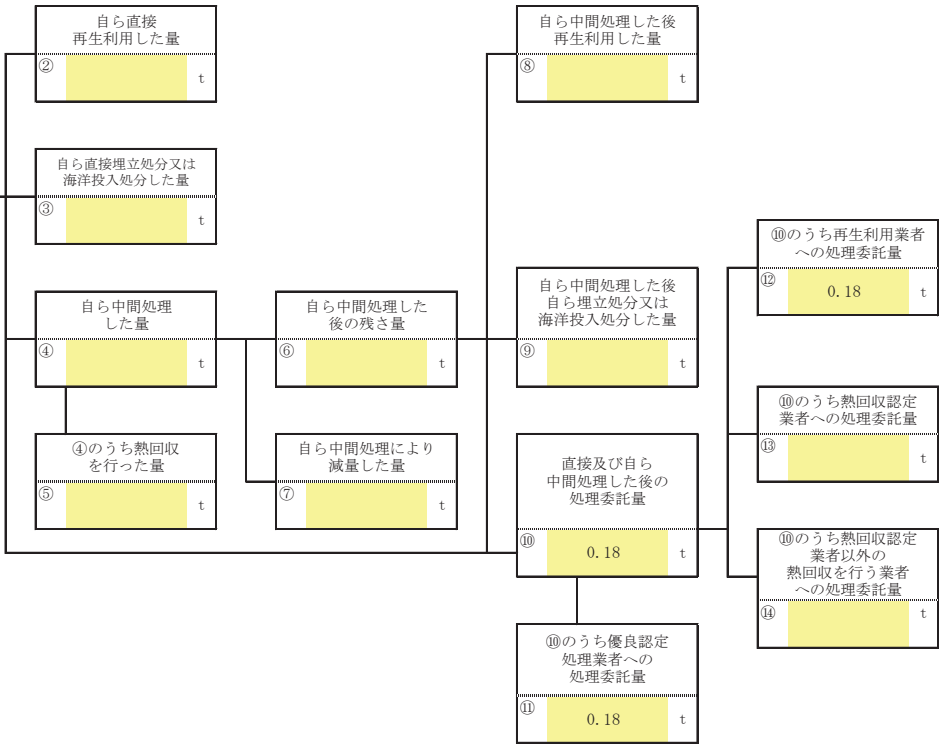 自ら直接
再生利用した量
②
t
自ら中間処理した後
再生利用した量
⑧
t
自ら直接埋立処分又は
海洋投入処分した量
③
t
⑩のうち再生利用業者
への処理委託量
⑫
0.18
t
自ら中間処理
した量
④
t
自ら中間処理した
後の残さ量
⑥
t
自ら中間処理した後
自ら埋立処分又は
海洋投入処分した量
⑨
t
⑩のうち熱回収認定
業者への処理委託量
⑬
t
④のうち熱回収
を行った量
⑤
t
自ら中間処理により
減量した量
⑦
t
直接及び自ら
中間処理した後の
処理委託量
⑩
0.18
t
⑩のうち熱回収認定
業者以外の
熱回収を行う業者
への処理委託量
⑭
t
⑩のうち優良認定
処理業者への
処理委託量
⑪
0.18
t